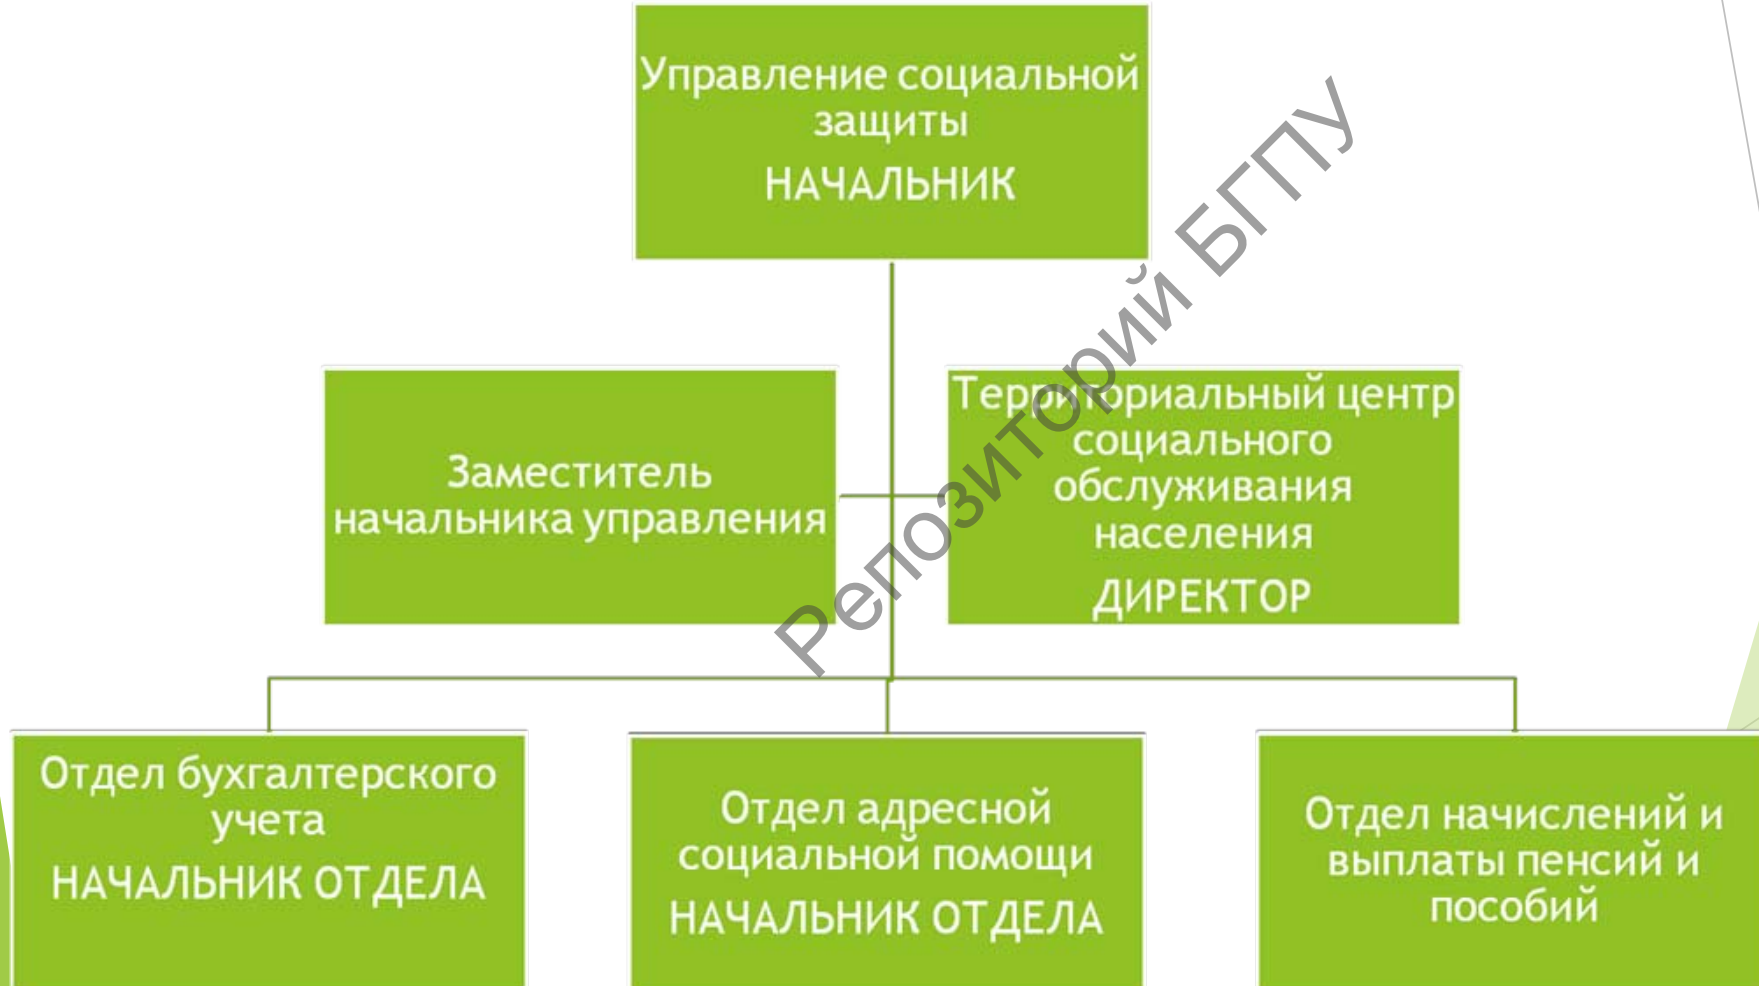 Управление социальной
защиты
НАЧАЛЬНИК
Заместитель
начальника управления
Территориальный центр
социального
обслуживания
населения
ДИРЕКТОР
Отдел бухгалтерского
учета
НАЧАЛЬНИК ОТДЕЛА
Отдел адресной
социальной помощи
НАЧАЛЬНИК ОТДЕЛА
Отдел начислений и
выплаты пенсий и
пособий
Репозиторий БГПУ